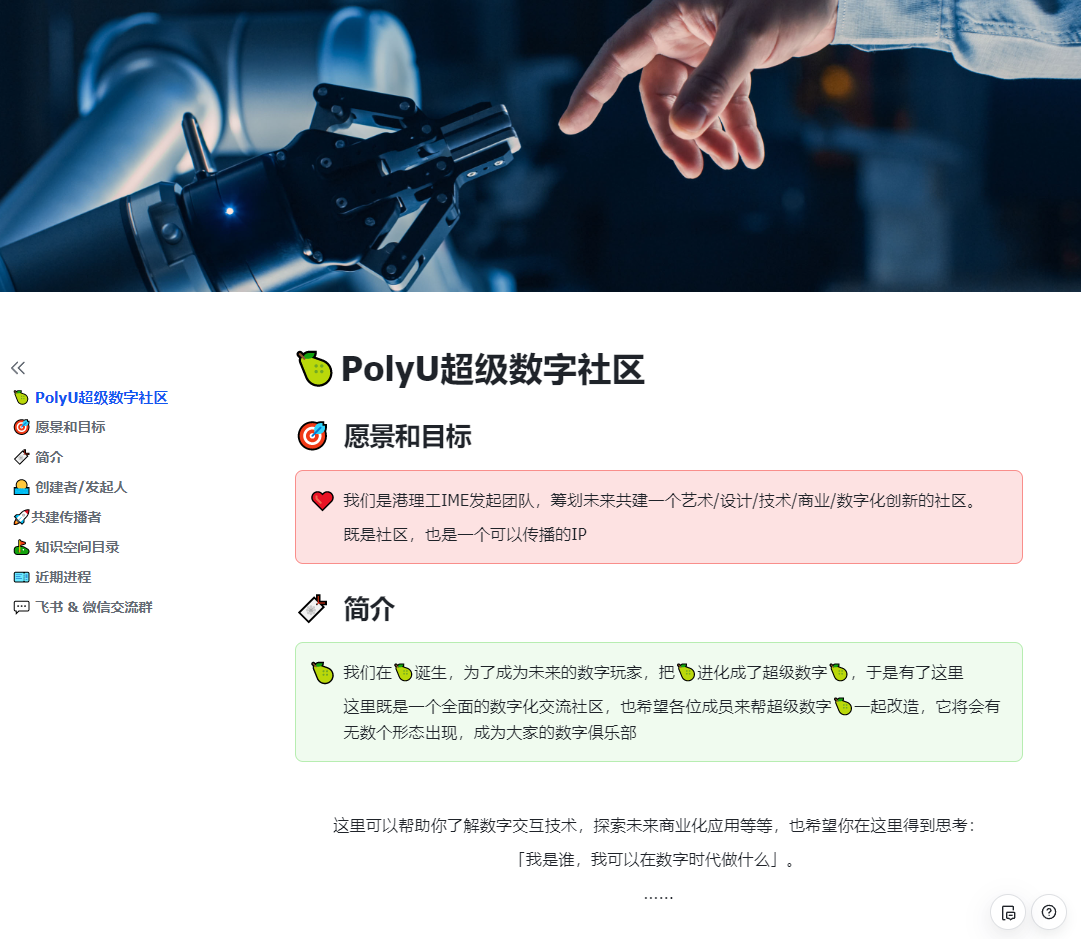 PolyU超级数字社区
愿景和目标
简介
创建者/发起人
共建传播者
知识空间目录
近期进程
飞书 & 微信交流群
PolyU超级数字社区
愿景和目标
我们是港理工IME发起团队，筹划未来共建一个艺术/设计/技术/商业/数字化创新的社区。
既是社区，也是一个可以传播的IP
简介
我们在🍐诞生，为了成为未来的数字玩家，把🍐进化成了超级数字🍐，于是有了这里
这里既是一个全面的数字化交流社区，也希望各位成员来帮超级数字🍐一起改造，它将会有
无数个形态出现，成为大家的数字俱乐部
这里可以帮助你了解数字交互技术，探索未来商业化应用等等，也希望你在这里得到思考：
「我是谁，我可以在数字时代做什么」。
……